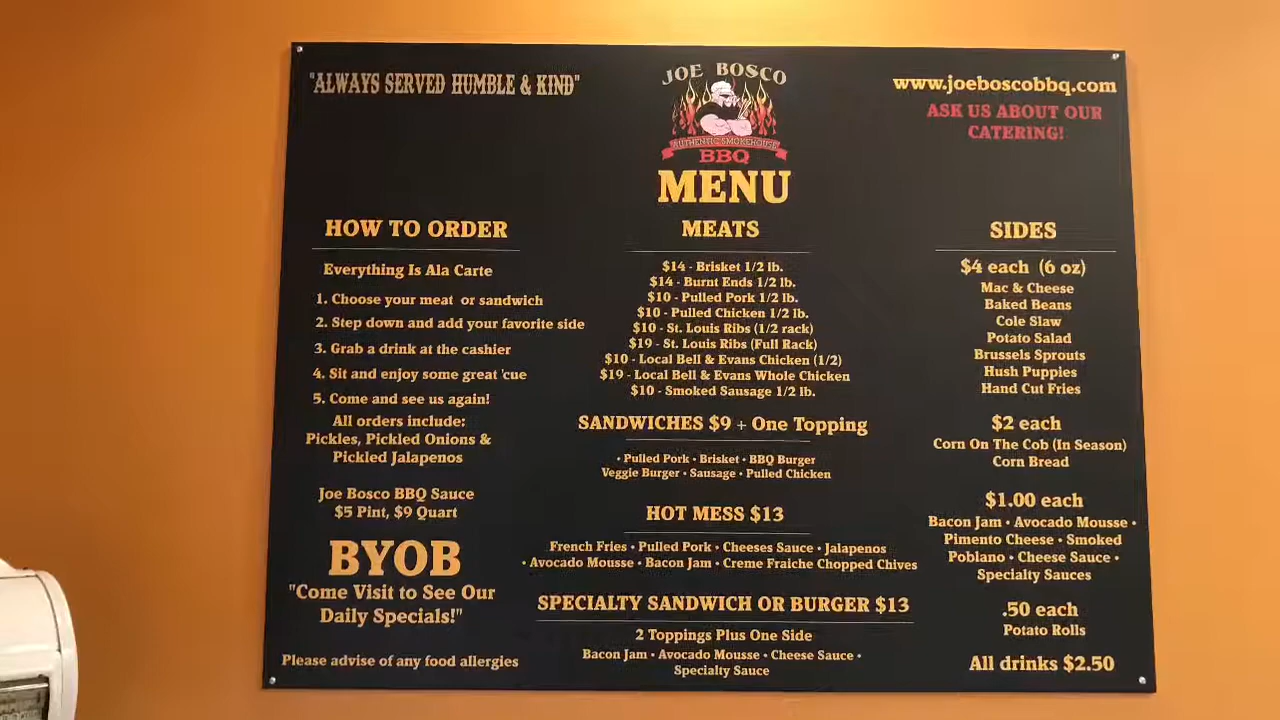 "ALWAYS SERVED HUMBLE & KIND"
JOE BOSCO
AUTHENTIC SMOKEHOUSE
BBQ
www.joeboscobbq.com
ASK US ABOUT OUR
CATERING!
MENU
HOW TO ORDER
Everything Is Ala Carte
1. Choose your meat or sandwich
2. Step down and add your favorite side
3. Grab a drink at the cashier
4. Sit and enjoy some great 'cue
5. Come and see us again!
All orders include:
Pickles, Pickled Onions &
Pickled Jalapenos
Joe Bosco BBQ Sauce
$5 Pint, $9 Quart
BYOB
"Come Visit to See Our
Daily Specials!"
Please advise of any food allergies
MEATS
$14 - Brisket 1/2 lb.
$14 - Burnt Ends 1/2 lb.
$10 - Pulled Pork 1/2 lb.
$10 - Pulled Chicken 1/2 lb.
$10 - St. Louis Ribs (1/2 rack)
$19 - St. Louis Ribs (Full Rack)
$10 - Local Bell & Evans Chicken (1/2)
$19 - Local Bell & Evans Whole Chicken
$10 - Smoked Sausage 1/2 lb.
SANDWICHES $9 + One Topping
• Pulled Pork • Brisket • BBQ Burger
Veggie Burger • Sausage • Pulled Chicken
HOT MESS $13
French Fries • Pulled Pork • Cheeses Sauce • Jalapenos
• Avocado Mousse • Bacon Jam • Creme Fraiche Chopped Chives
SPECIALTY SANDWICH OR BURGER $13
2 Toppings Plus One Side
Bacon Jam • Avocado Mousse • Cheese Sauce •
Specialty Sauce
SIDES
$4 each (6 oz)
Mac & Cheese
Baked Beans
Cole Slaw
Potato Salad
Brussels Sprouts
Hush Puppies
Hand Cut Fries
$2 each
Corn On The Cob (In Season)
Corn Bread
$1.00 each
Bacon Jam • Avocado Mousse •
Pimento Cheese • Smoked
Poblano • Cheese Sauce •
Specialty Sauces
.50 each
Potato Rolls
All drinks $2.50